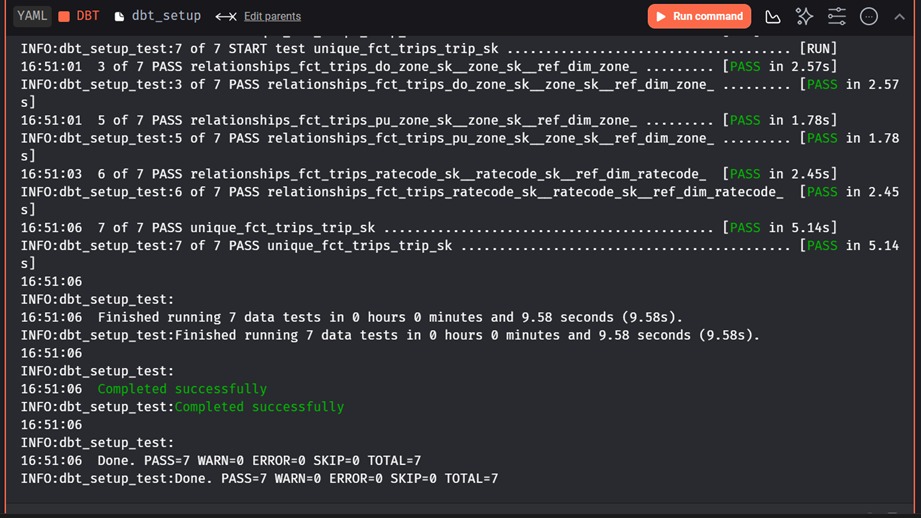 YAML DBT dbt_setup Edit parents Run command
INFO:dbt_setup_test:7 of 7 START test unique_fct_trips_trip_sk ..................................... [RUN]
16:51:01  3 of 7 PASS relationships_fct_trips_do_zone_sk__zone_sk__ref_dim_zone_ ......... [PASS in 2.57s]
INFO:dbt_setup_test:3 of 7 PASS relationships_fct_trips_do_zone_sk__zone_sk__ref_dim_zone_ ......... [PASS in 2.57
s]
16:51:01  5 of 7 PASS relationships_fct_trips_pu_zone_sk__zone_sk__ref_dim_zone_ ......... [PASS in 1.78s]
INFO:dbt_setup_test:5 of 7 PASS relationships_fct_trips_pu_zone_sk__zone_sk__ref_dim_zone_ ......... [PASS in 1.78
s]
16:51:03  6 of 7 PASS relationships_fct_trips_ratecode_sk__ratecode_sk__ref_dim_ratecode_  [PASS in 2.45s]
INFO:dbt_setup_test:6 of 7 PASS relationships_fct_trips_ratecode_sk__ratecode_sk__ref_dim_ratecode_  [PASS in 2.45
s]
16:51:06  7 of 7 PASS unique_fct_trips_trip_sk ........................................... [PASS in 5.14s]
INFO:dbt_setup_test:7 of 7 PASS unique_fct_trips_trip_sk ........................................... [PASS in 5.14
s]
16:51:06
INFO:dbt_setup_test:
16:51:06  Finished running 7 data tests in 0 hours 0 minutes and 9.58 seconds (9.58s).
INFO:dbt_setup_test:Finished running 7 data tests in 0 hours 0 minutes and 9.58 seconds (9.58s).
16:51:06
INFO:dbt_setup_test:
16:51:06  Completed successfully
INFO:dbt_setup_test:Completed successfully
16:51:06
INFO:dbt_setup_test:
16:51:06  Done. PASS=7 WARN=0 ERROR=0 SKIP=0 TOTAL=7
INFO:dbt_setup_test:Done. PASS=7 WARN=0 ERROR=0 SKIP=0 TOTAL=7